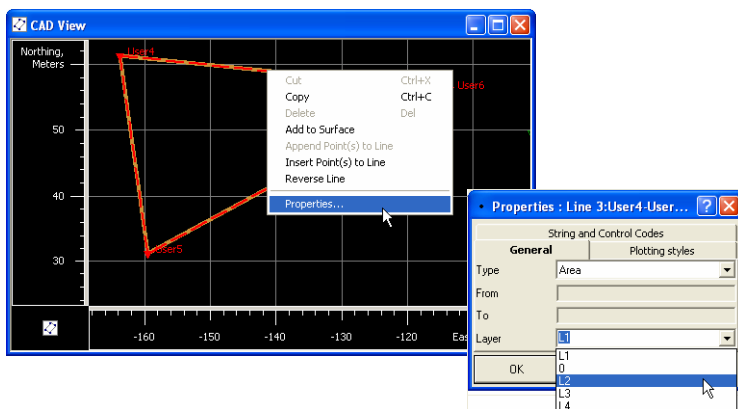 CAD View
Northing,
Meters
50
40
30
-160
-150
-140
-130
-120
User4
User6
User5
Cut Ctrl+X
Copy Ctrl+C
Delete Del
Add to Surface
Append Point(s) to Line
Insert Point(s) to Line
Reverse Line
Properties...
Properties : Line 3:User4-User...
String and Control Codes
General Plotting styles
Type Area
From
To
Layer L1
OK
L1
0
L2
L3
L4